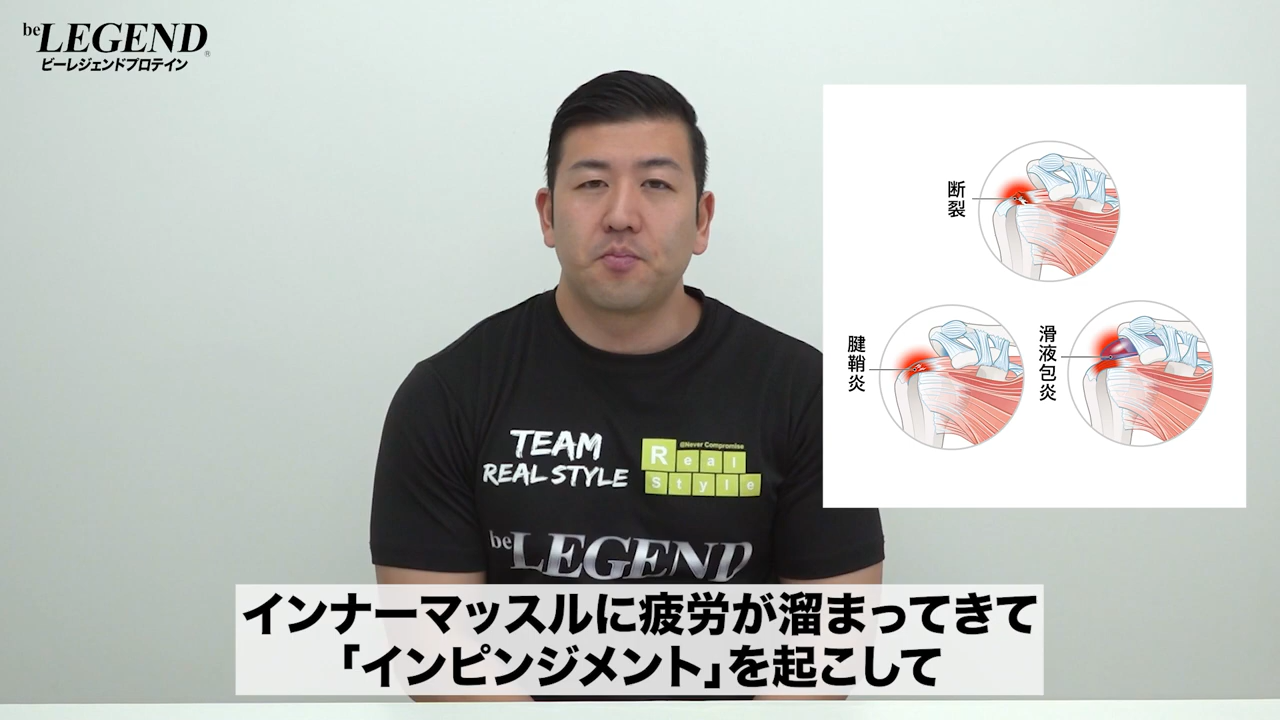 beLEGEND®
ビーレジェンドプロテイン
断裂
腱鞘炎
滑液包炎
TEAM
REAL STYLE
@Never Compromise
Real
Style
beLEGEND
インナーマッスルに疲労が溜まってきて
「インピンジメント」を起こして